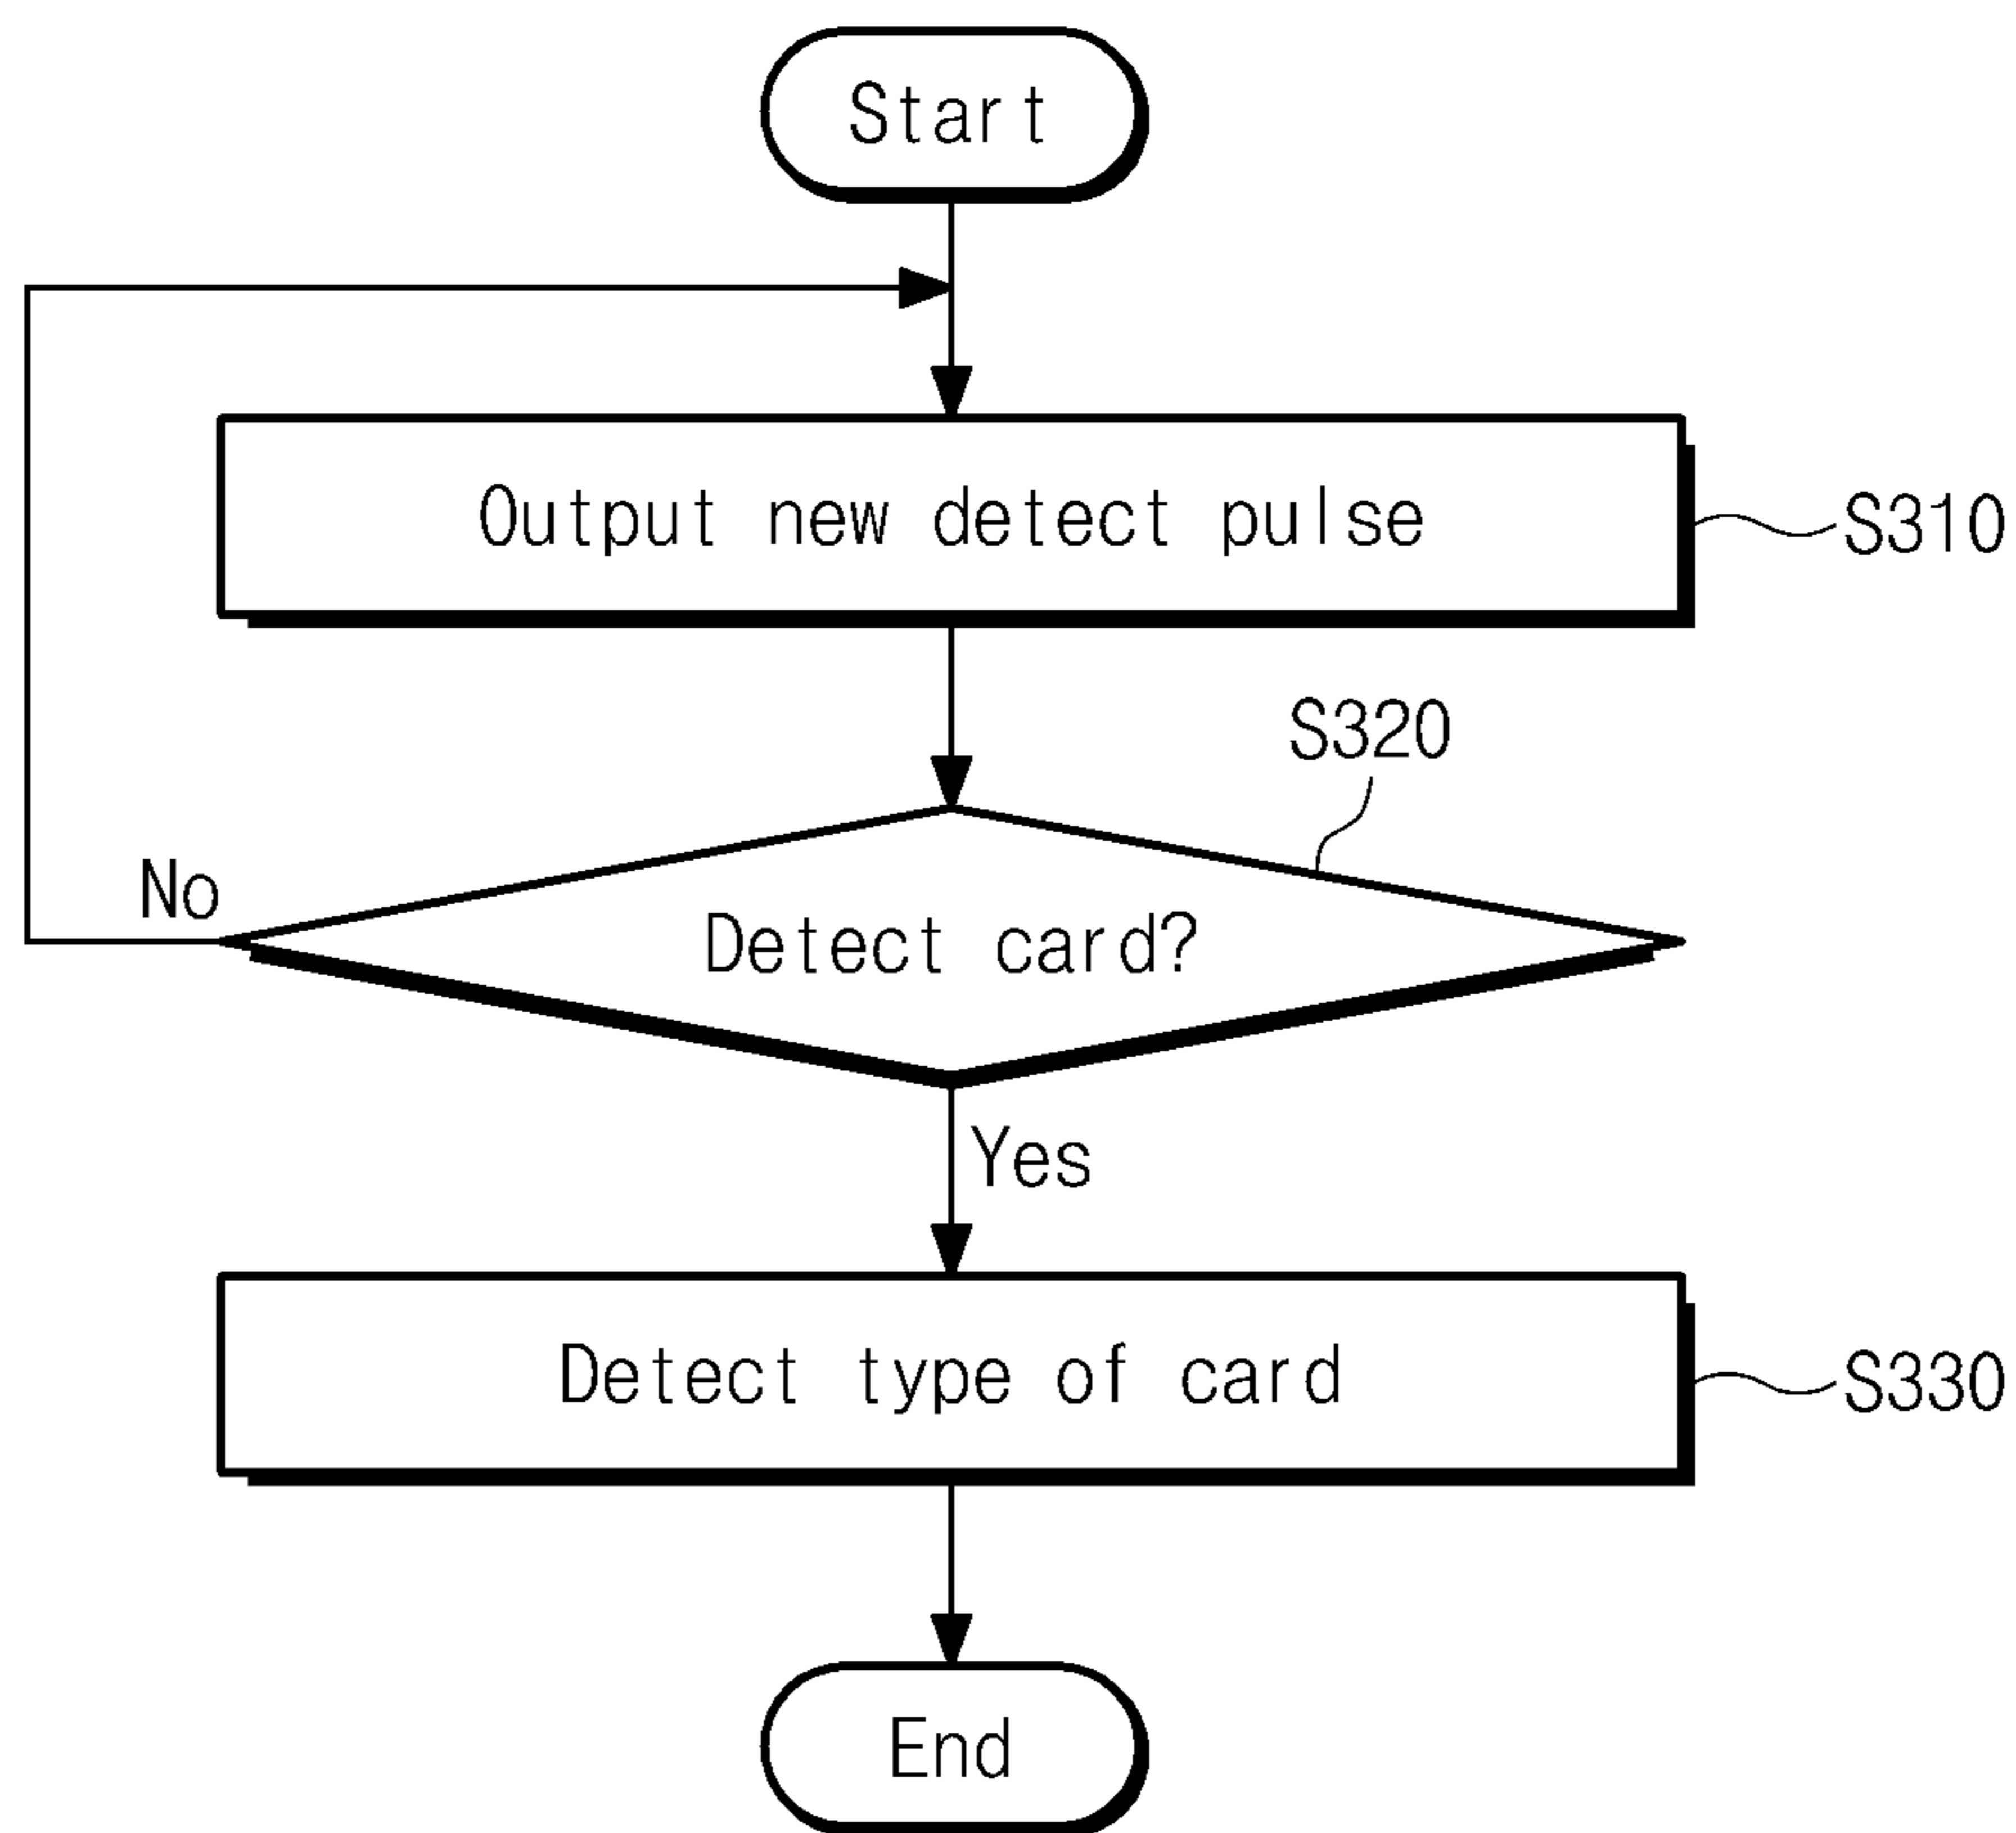 Start
Output new detect pulse
S310
S320
No
Detect card?
Yes
Detect type of card
S330
End